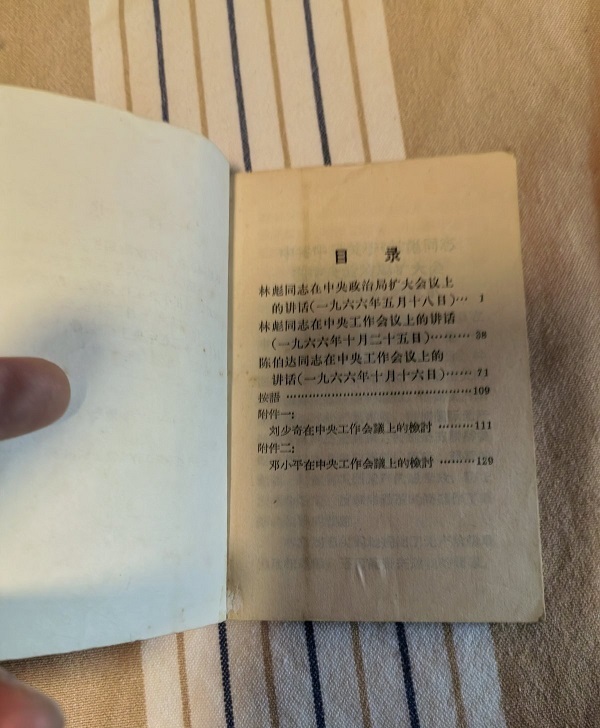 目 录
林彪同志在中央政治局扩大会议上
的讲话(一九六六年五月十八日)… 1
林彪同志在中央工作会议上的讲话
(一九六六年十月二十五日)……… 38
陈伯达同志在中央工作会议上的
讲话(一九六六年十月十六日)…… 71
按語 …………………………………………109
附件一:
刘少奇在中央工作会議上的檢討 ………111
附件二:
邓小平在中央工作会議上的檢討 ………129